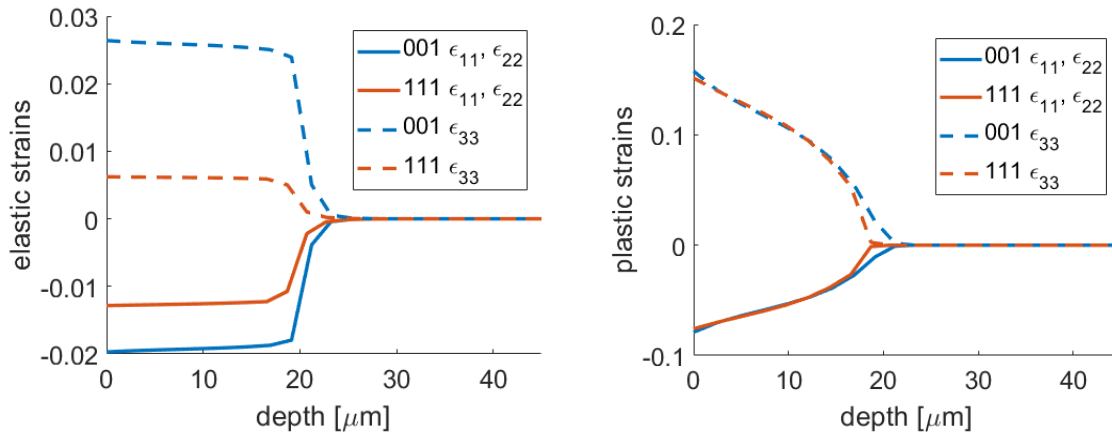 0.03
0.02
0.01
0
-0.01
-0.02
elastic strains
0 10 20 30 40
depth [μm]
001 ϵ11, ϵ22
111 ϵ11, ϵ22
001 ϵ33
111 ϵ33
0.2
0.1
0
-0.1
plastic strains
0 10 20 30 40
depth [μm]
001 ϵ11, ϵ22
111 ϵ11, ϵ22
001 ϵ33
111 ϵ33